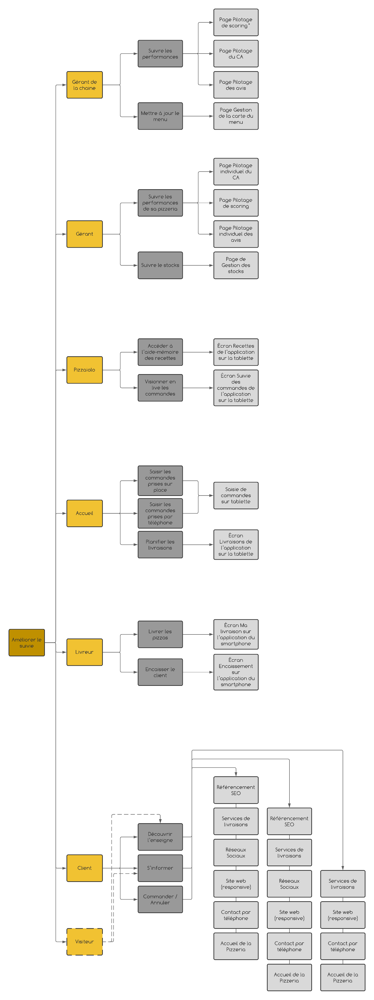 Page Pilotage
de scoring *
Suivre les
performances
Page Pilotage
du CA
Gérant de
la chaine
Page Pilotage
des avis
Mettre à jour le
menu
Page Gestion
de la carte du
menu
Page Pilotage
individuel du
CA
Suivre les
performances
de sa pizzeria
Page Pilotage
de scoring
Gérant
Page Pilotage
individuel des
avis
Suivre le stocks
Page de
Gestion des
stocks
Accéder à
l'aide-mémoire
des recettes
Écran Recettes
de l'application
sur la tablette
Pizzaïolo
Visionner en
live les
commandes
Écran Suivie
des
commandes de
l'application
sur la tablette
Saisir les
commandes
prises sur
place
Saisie de
commandes
sur tablette
Accueil
Saisir les
commandes
prises par
téléphone
Planifier les
livraisons
Écran
Livraisons de
l'application
sur la tablette
Améliorer le
suivie
Livreur
Livrer les
pizzas
Écran Ma
livraison sur
l'application du
smartphone
Encaisser le
client
Écran
Encaissement
sur
l'application du
smartphone
Client
Visiteur
Découvrir
l'enseigne
S'informer
Commander /
Annuler
Référencement
SEO
Services de
livraisons
Réseaux
Sociaux
Site web
(responsive)
Contact par
téléphone
Accueil de la
Pizzeria
Référencement
SEO
Services de
livraisons
Réseaux
Sociaux
Site web
(responsive)
Contact par
téléphone
Accueil de la
Pizzeria
Services de
livraisons
Site web
(responsive)
Contact par
téléphone
Accueil de la
Pizzeria